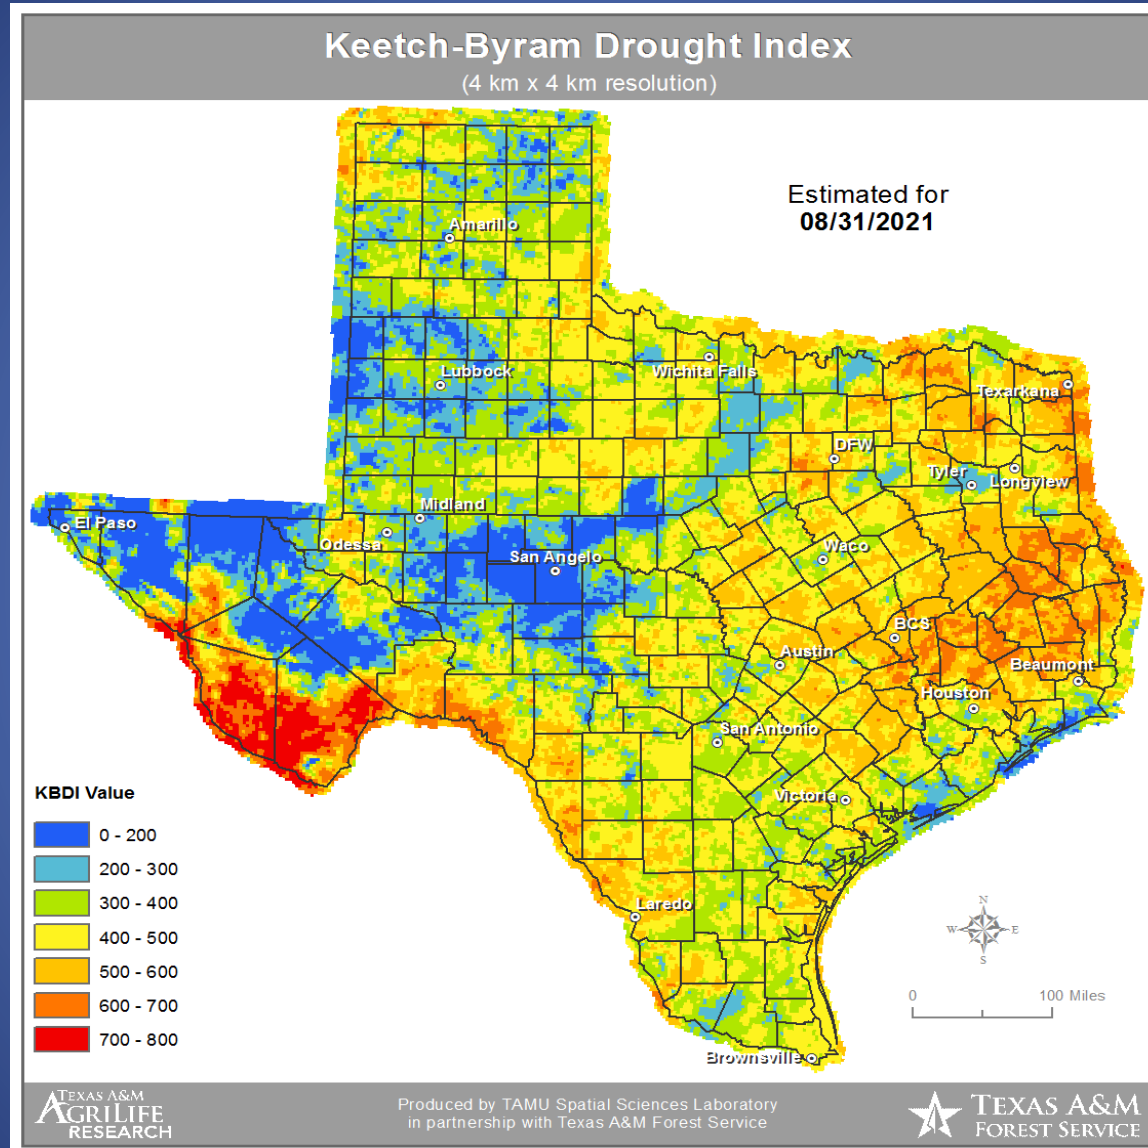 Keetch-Byram Drought Index
(4 km x 4 km resolution)
Estimated for
08/31/2021
Amarillo
Lubbock
Wichita Falls
Texarkana
DFW
Tyler
Longview
Midland
El Paso
Odessa
San Angelo
Waco
BCS
Austin
Beaumont
Houston
San Antonio
Victoria
Laredo
Brownsville
KBDI Value
0 - 200
200 - 300
300 - 400
400 - 500
500 - 600
600 - 700
700 - 800
N
W E
S
0 100 Miles
TEXAS A&M
AGRILIFE
RESEARCH
Produced by TAMU Spatial Sciences Laboratory
in partnership with Texas A&M Forest Service
TEXAS A&M
FOREST SERVICE